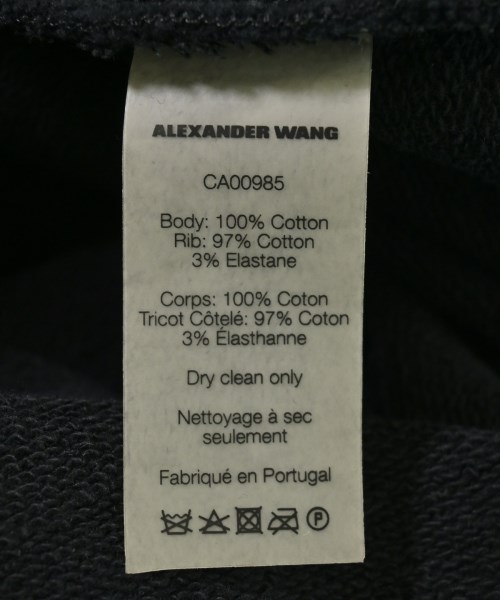 ALEXANDER WANG
CA00985
Body: 100% Cotton
Rib: 97% Cotton
3% Elastane
Corps: 100% Coton
Tricot Côtelé: 97% Coton
3% Élasthanne
Dry clean only
Nettoyage à sec
seulement
Fabriqué en Portugal
P